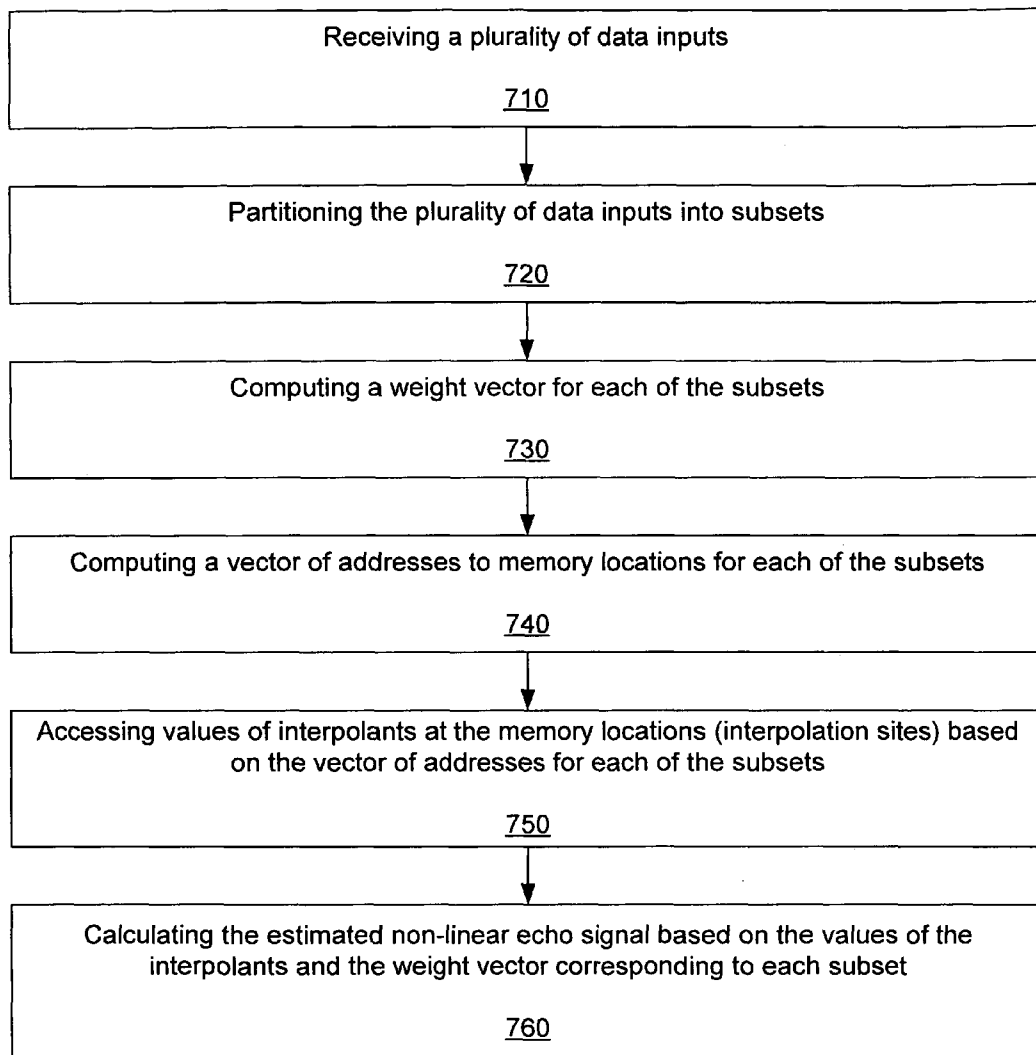 Receiving a plurality of data inputs
710
Partitioning the plurality of data inputs into subsets
720
Computing a weight vector for each of the subsets
730
Computing a vector of addresses to memory locations for each of the subsets
740
Accessing values of interpolants at the memory locations (interpolation sites) based
on the vector of addresses for each of the subsets
750
Calculating the estimated non-linear echo signal based on the values of the
interpolants and the weight vector corresponding to each subset
760